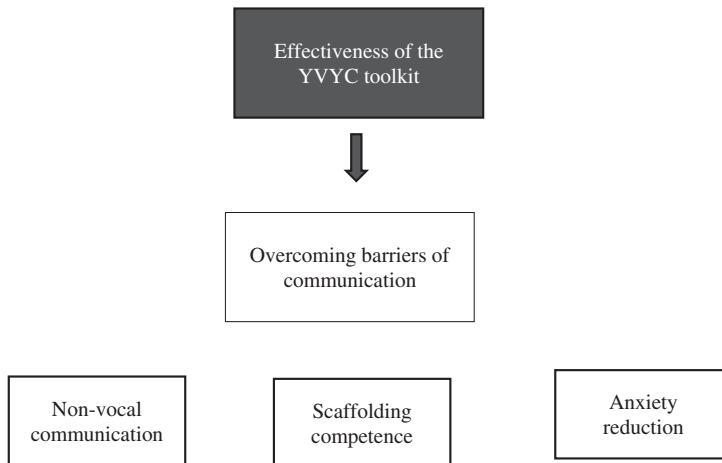 Effectiveness of the
YVYC toolkit
Overcoming barriers of
communication
Non-vocal
communication
Scaffolding
competence
Anxiety
reduction